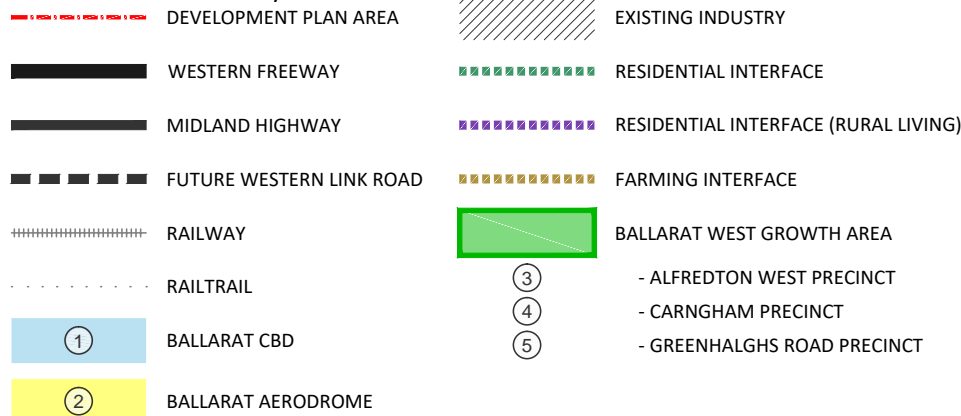 DEVELOPMENT PLAN AREA
WESTERN FREEWAY
MIDLAND HIGHWAY
FUTURE WESTERN LINK ROAD
RAILWAY
RAILTRAIL
1 BALLARAT CBD
2 BALLARAT AERODROME
EXISTING INDUSTRY
RESIDENTIAL INTERFACE
RESIDENTIAL INTERFACE (RURAL LIVING)
FARMING INTERFACE
BALLARAT WEST GROWTH AREA
3 - ALFREDTON WEST PRECINCT
4 - CARNGHAM PRECINCT
5 - GREENHALGHS ROAD PRECINCT